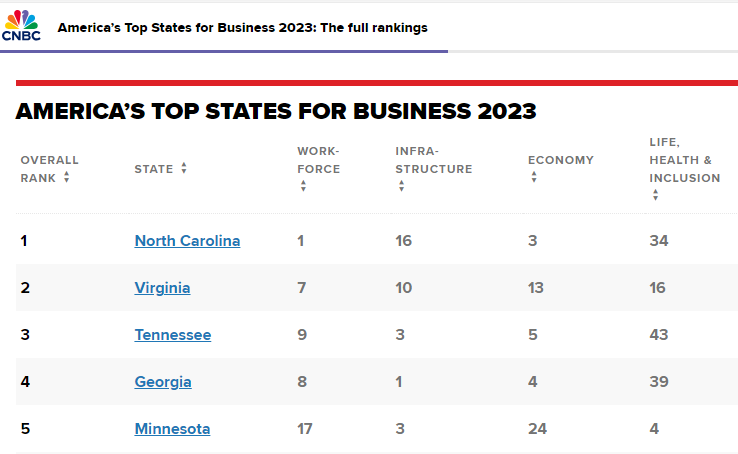 CNBC
America's Top States for Business 2023: The full rankings
AMERICA'S TOP STATES FOR BUSINESS 2023
OVERALL RANK STATE WORK-FORCE INFRA-STRUCTURE ECONOMY LIFE, HEALTH & INCLUSION
1 North Carolina 1 16 3 34
2 Virginia 7 10 13 16
3 Tennessee 9 3 5 43
4 Georgia 8 1 4 39
5 Minnesota 17 3 24 4